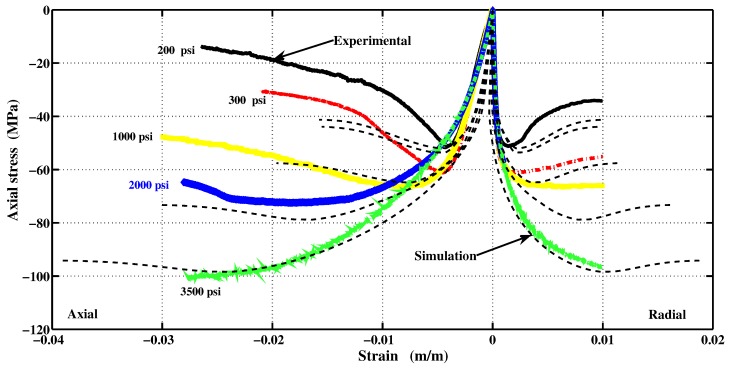 0
−20
−40
−60
−80
−100
−120
Axial stress (MPa)
200 psi
Experimental
300 psi
1000 psi
2000 psi
3500 psi
Simulation
Axial
Radial
−0.04
−0.03
−0.02
−0.01
0
0.01
0.02
Strain (m/m)